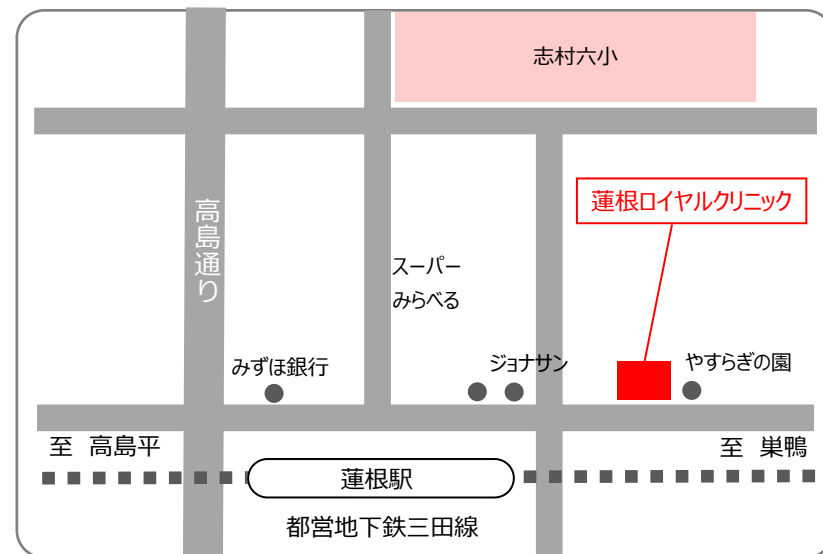 志村六小
蓮根ロイヤルクリニック
高島通り
スーパー
みらべる
みずほ銀行
ジョナサン
やすらぎの園
至 高島平
至 巣鴨
蓮根駅
都営地下鉄三田線